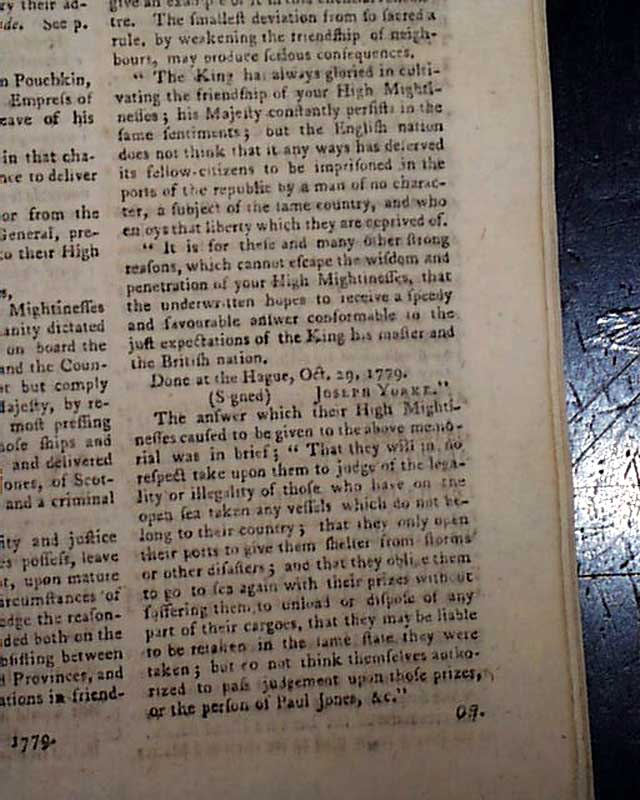 ry their ad-
de. See p.
n Pouchkin,
Empreſs of
eave of his
in that cha-
nce to deliver
or from the
General, pre-
to their High
Mightineſſes
anity dictated
on board the
and the Coun-
but comply
Majeſty, by re-
moſt preſſing
hoſe ſhips and
and delivered
Jones, of Scot-
and a criminal
ity and juſtice
es poſſeſs, leave
upon mature
ircumſtances of
edge the reaſon-
nded both on the
bſiſting between
Provinces, and
ations in friend-
1779.
give an example of it in this
tre. The ſmalleſt deviation from ſo ſacred a
rule, by weakening the friendſhip of neigh-
bours, may produce ſerious conſequences.
“ The King has always gloried in culti-
vating the friendſhip of your High Mighti-
neſſes; his Majeſty conſtantly perſiſts in the
ſame ſentiments; but the Engliſh nation
does not think that it any ways has deſerved
its fellow-citizens to be impriſoned in the
ports of the republic by a man of no charac-
ter, a ſubject of the ſame country, and who
enjoys that liberty which they are deprived of.
“ It is for theſe and many other ſtrong
reaſons, which cannot eſcape the wiſdom and
penetration of your High Mightineſſes, that
the underwritten hopes to receive a ſpeedy
and favourable anſwer conformable to the
juſt expectations of the King his maſter and
the Britiſh nation.
Done at the Hague, Oct. 29, 1779.
(Signed) JOSEPH YORKE.”
The anſwer which their High Mighti-
neſſes cauſed to be given to the above memo-
rial was in brief; “ That they will in no
reſpect take upon them to judge of the lega-
lity or illegality of thoſe who have on the
open ſea taken any veſſels which do not be-
long to their country; that they only open
their ports to give them ſhelter from ſtorms
or other diſaſters; and that they oblige them
to go to ſea again with their prizes without
ſuffering them to unload or diſpoſe of any
part of their cargoes, that they may be liable
to be retaken in the ſame ſtate they were
taken; but do not think themſelves autho-
rized to paſs judgement upon thoſe prizes,
or the perſon of Paul Jones, &c.”